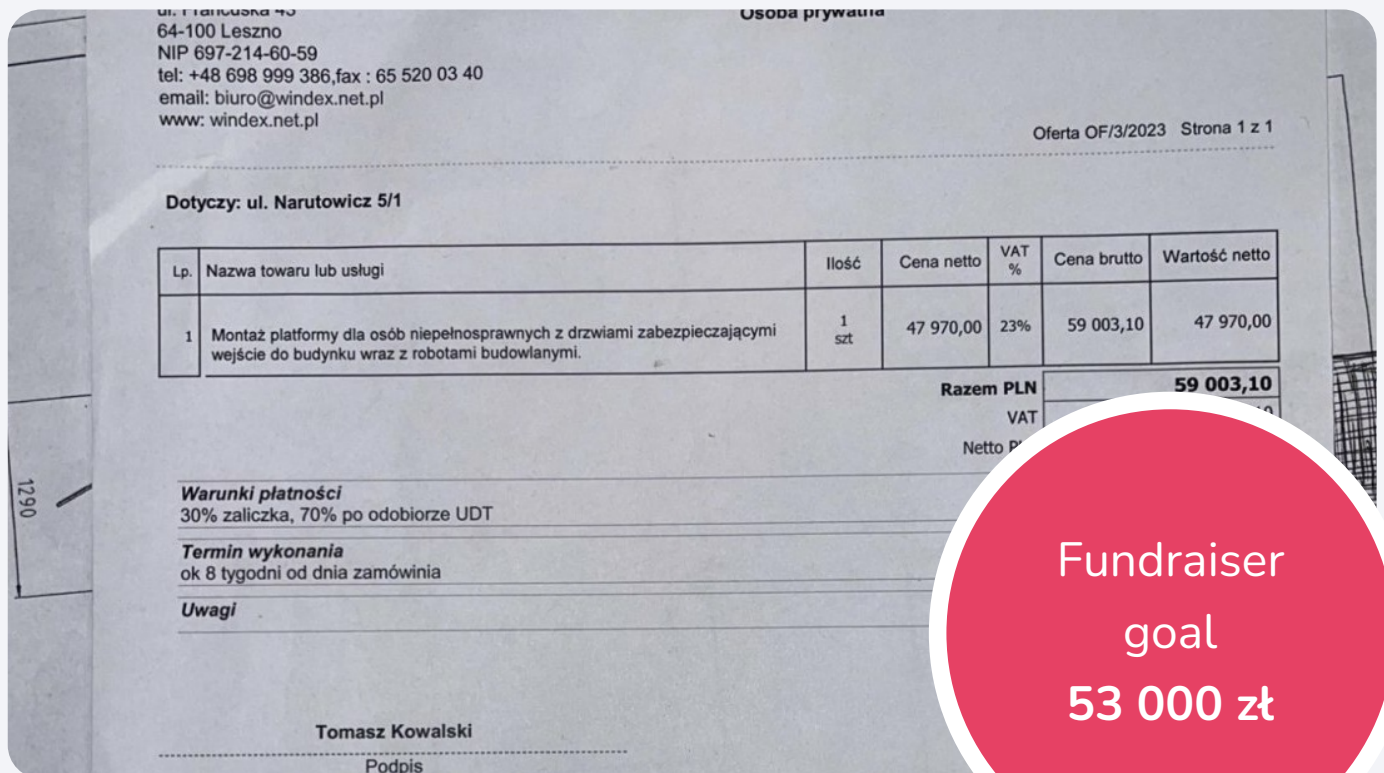 ul. Francuska 43
Osoba prywatna
64-100 Leszno
NIP 697-214-60-59
tel: +48 698 999 386,fax : 65 520 03 40
email: biuro@windex.net.pl
www: windex.net.pl
Oferta OF/3/2023 Strona 1 z 1
Dotyczy: ul. Narutowicz 5/1
Lp. Nazwa towaru lub usługi Ilość Cena netto VAT % Cena brutto Wartość netto
1 Montaż platformy dla osób niepełnosprawnych z drzwiami zabezpieczającymi
wejście do budynku wraz z robotami budowlanymi.
1 szt 47 970,00 23% 59 003,10 47 970,00
Razem PLN 59 003,10
VAT
Netto
Warunki płatności
30% zaliczka, 70% po odobiorze UDT
Termin wykonania
ok 8 tygodni od dnia zamówinia
Uwagi
Tomasz Kowalski
Podpis
1290
Fundraiser
goal
53 000 zł